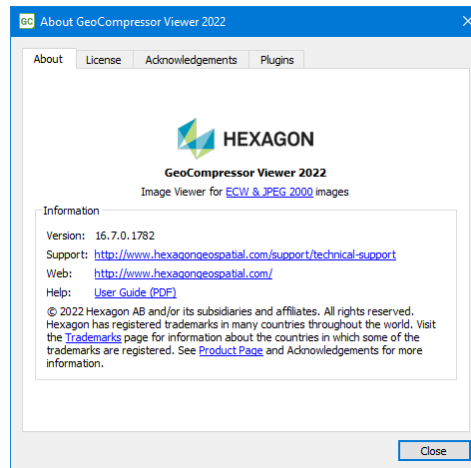 GC About GeoCompressor Viewer 2022
About License Acknowledgements Plugins
HEXAGON
GeoCompressor Viewer 2022
Image Viewer for ECW & JPEG 2000 images
Information
Version: 16.7.0.1782
Support: http://www.hexagongeospatial.com/support/technical-support
Web: http://www.hexagongeospatial.com/
Help: User Guide (PDF)
© 2022 Hexagon AB and/or its subsidiaries and affiliates. All rights reserved.
Hexagon has registered trademarks in many countries throughout the world. Visit
the Trademarks page for information about the countries in which some of the
trademarks are registered. See Product Page and Acknowledgements for more
information.
Close